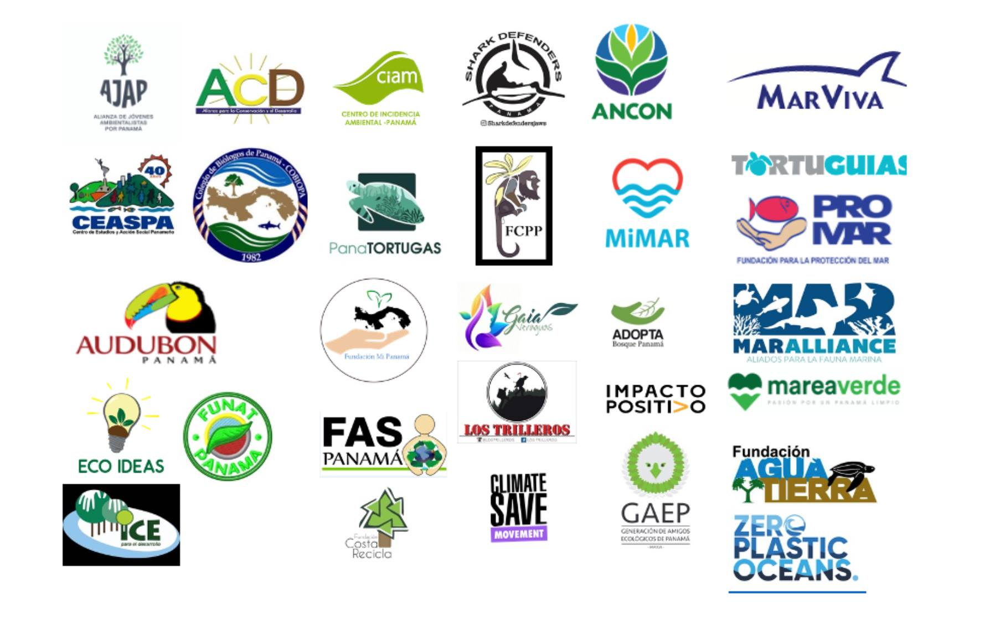 AJAP
ALIANZA DE JÓVENES
AMBIENTALISTAS
POR PANAMÁ
ACD
Alianza para la Conservación y el Desarrollo
ciam
CENTRO DE INCIDENCIA
AMBIENTAL -PANAMÁ
SHARK DEFENDERS
PANAMA
Sharkdefendersjaws
ANCON
MARVIVA
40
CEASPA
Centro de Estudios y Acción Social Panameño
Colegio de Biólogos de Panamá - COBIOPA
1982
PanaTORTUGAS
FCPP
MiMAR
TORTUGUIAS
PRO
MAR
FUNDACIÓN PARA LA PROTECCIÓN DEL MAR
AUDUBON
PANAMÁ
Fundación Mi Panamá
Gaia
Veraguas
ADOPTA
Bosque Panamá
MAR
MARALLIANCE
ALIADOS PARA LA FAUNA MARINA
ECO IDEAS
FUNAT
PANAMA
FAS
PANAMÁ
LOS TRILLEROS
@LOSTRILLEROS LOS TRILLEROS
IMPACTO
POSITIVO
mareaverde
PASIÓN POR UN PANAMÁ LIMPIO
ICE
para el desarrollo
Fundación
Costa
Recicla
CLIMATE
SAVE
MOVEMENT
GAEP
GENERACIÓN DE AMIGOS
ECOLÓGICOS DE PANAMÁ
Fundación
AGUA
TIERRA
ZERO
PLASTIC
OCEANS.